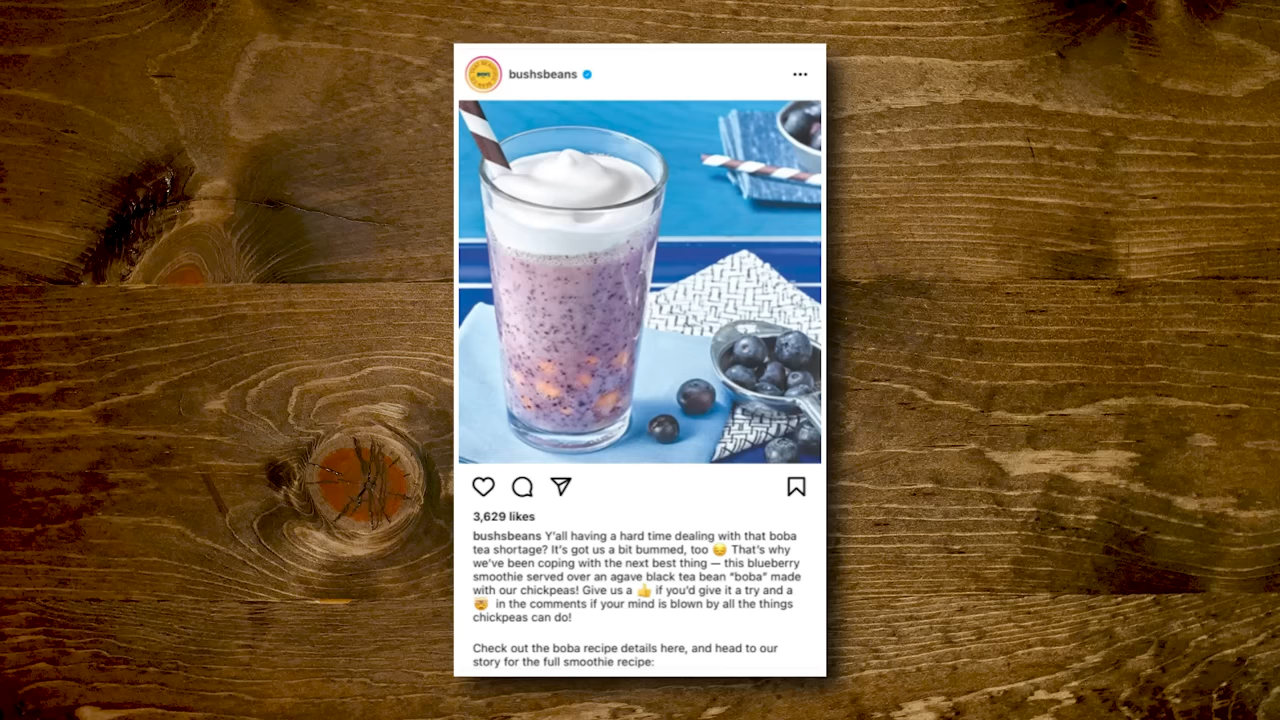 bushsbeans
3,629 likes
bushsbeans Y'all having a hard time dealing with that boba
tea shortage? It's got us a bit bummed, too 😔 That's why
we've been coping with the next best thing — this blueberry
smoothie served over an agave black tea bean "boba" made
with our chickpeas! Give us a 👍 if you'd give it a try and a
🤯 in the comments if your mind is blown by all the things
chickpeas can do!
Check out the boba recipe details here, and head to our
story for the full smoothie recipe: